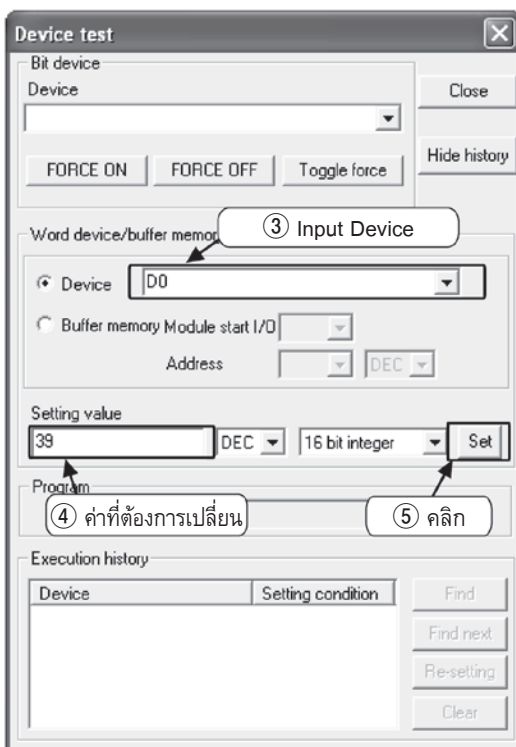 Device test
Bit device
Device
Close
FORCE ON FORCE OFF Toggle force
Hide history
③ Input Device
Word device/buffer memor
Device D0
Buffer memory Module start I/O
Address DEC
Setting value
39 DEC 16 bit integer Set
Program
④ ค่าที่ต้องการเปลี่ยน ⑤ คลิก
Execution history
Device Setting condition Find
Find next
Re-setting
Clear